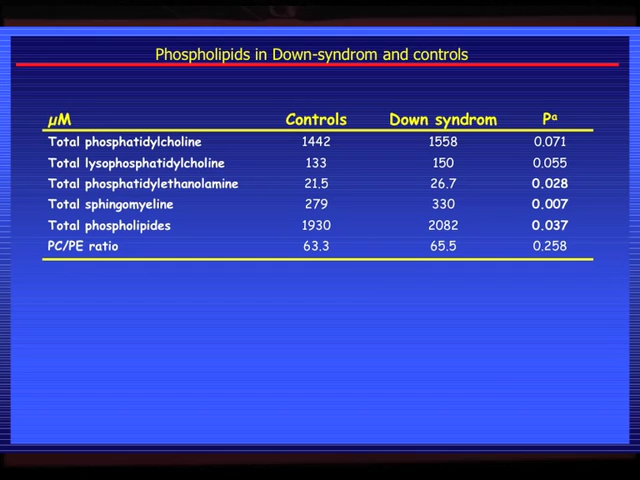 Phospholipids in Down-syndrom and controls
µM Controls Down syndrom Pᵃ
Total phosphatidylcholine 1442 1558 0.071
Total lysophosphatidylcholine 133 150 0.055
Total phosphatidylethanolamine 21.5 26.7 0.028
Total sphingomyeline 279 330 0.007
Total phospholipides 1930 2082 0.037
PC/PE ratio 63.3 65.5 0.258